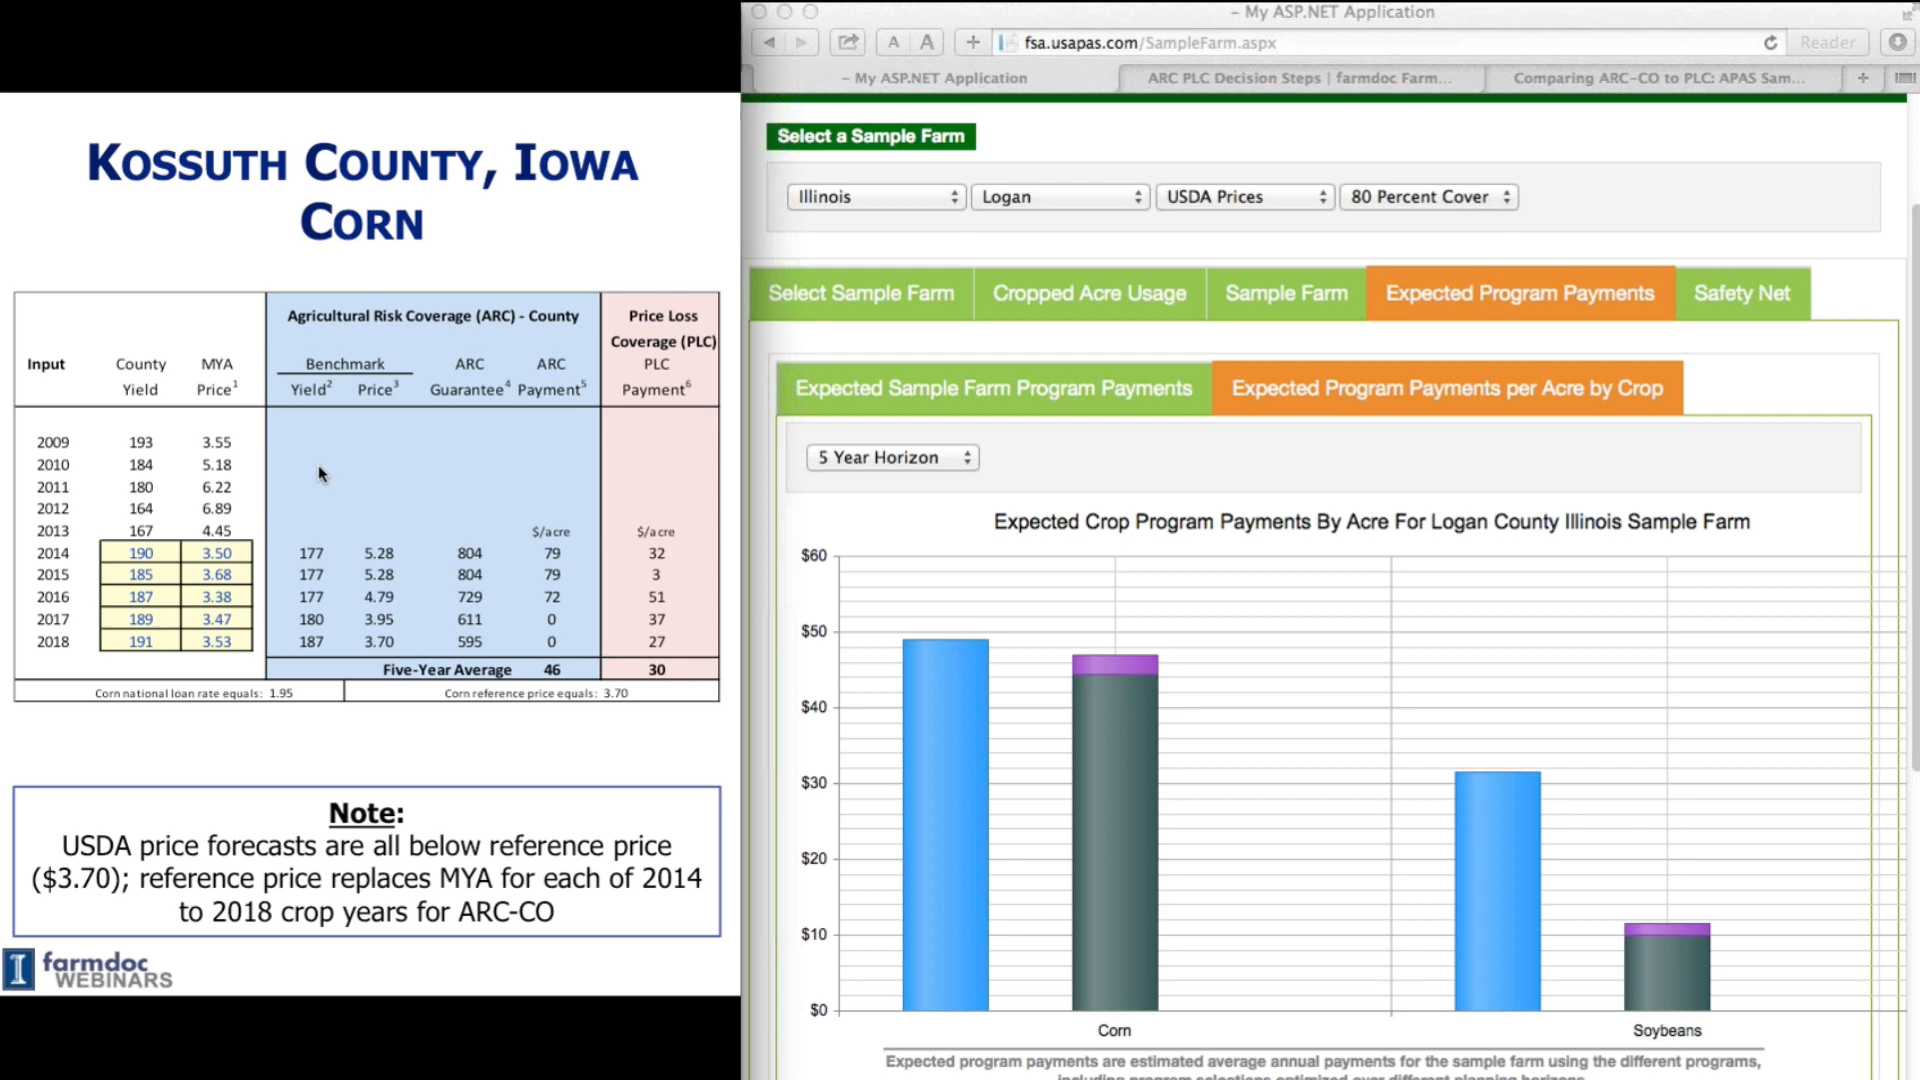 KOSSUTH COUNTY, IOWA
CORN
Agricultural Risk Coverage (ARC) - County
Price Loss
Coverage (PLC)
Input County MYA Benchmark ARC ARC PLC
Yield Price1 Yield2 Price3 Guarantee4 Payment5 Payment6
2009 193 3.55
2010 184 5.18
2011 180 6.22
2012 164 6.89
2013 167 4.45 $/acre $/acre
2014 190 3.50 177 5.28 804 79 32
2015 185 3.68 177 5.28 804 79 3
2016 187 3.38 177 4.79 729 72 51
2017 189 3.47 180 3.95 611 0 37
2018 191 3.53 187 3.70 595 0 27
Five-Year Average 46 30
Corn national loan rate equals: 1.95 Corn reference price equals: 3.70
Note:
USDA price forecasts are all below reference price
($3.70); reference price replaces MYA for each of 2014
to 2018 crop years for ARC-CO
I farmdoc
WEBINARS
– My ASP.NET Application
A A + fsa.usapas.com/SampleFarm.aspx Reader
– My ASP.NET Application ARC PLC Decision Steps | farmdoc Farm... Comparing ARC-CO to PLC: APAS Sam... +
Select a Sample Farm
Illinois Logan USDA Prices 80 Percent Cover
Select Sample Farm Cropped Acre Usage Sample Farm Expected Program Payments Safety Net
Expected Sample Farm Program Payments Expected Program Payments per Acre by Crop
5 Year Horizon
Expected Crop Program Payments By Acre For Logan County Illinois Sample Farm
$60
$50
$40
$30
$20
$10
$0
Corn Soybeans
Expected program payments are estimated average annual payments for the sample farm using the different programs,
including program selections optimized over different planning horizons.